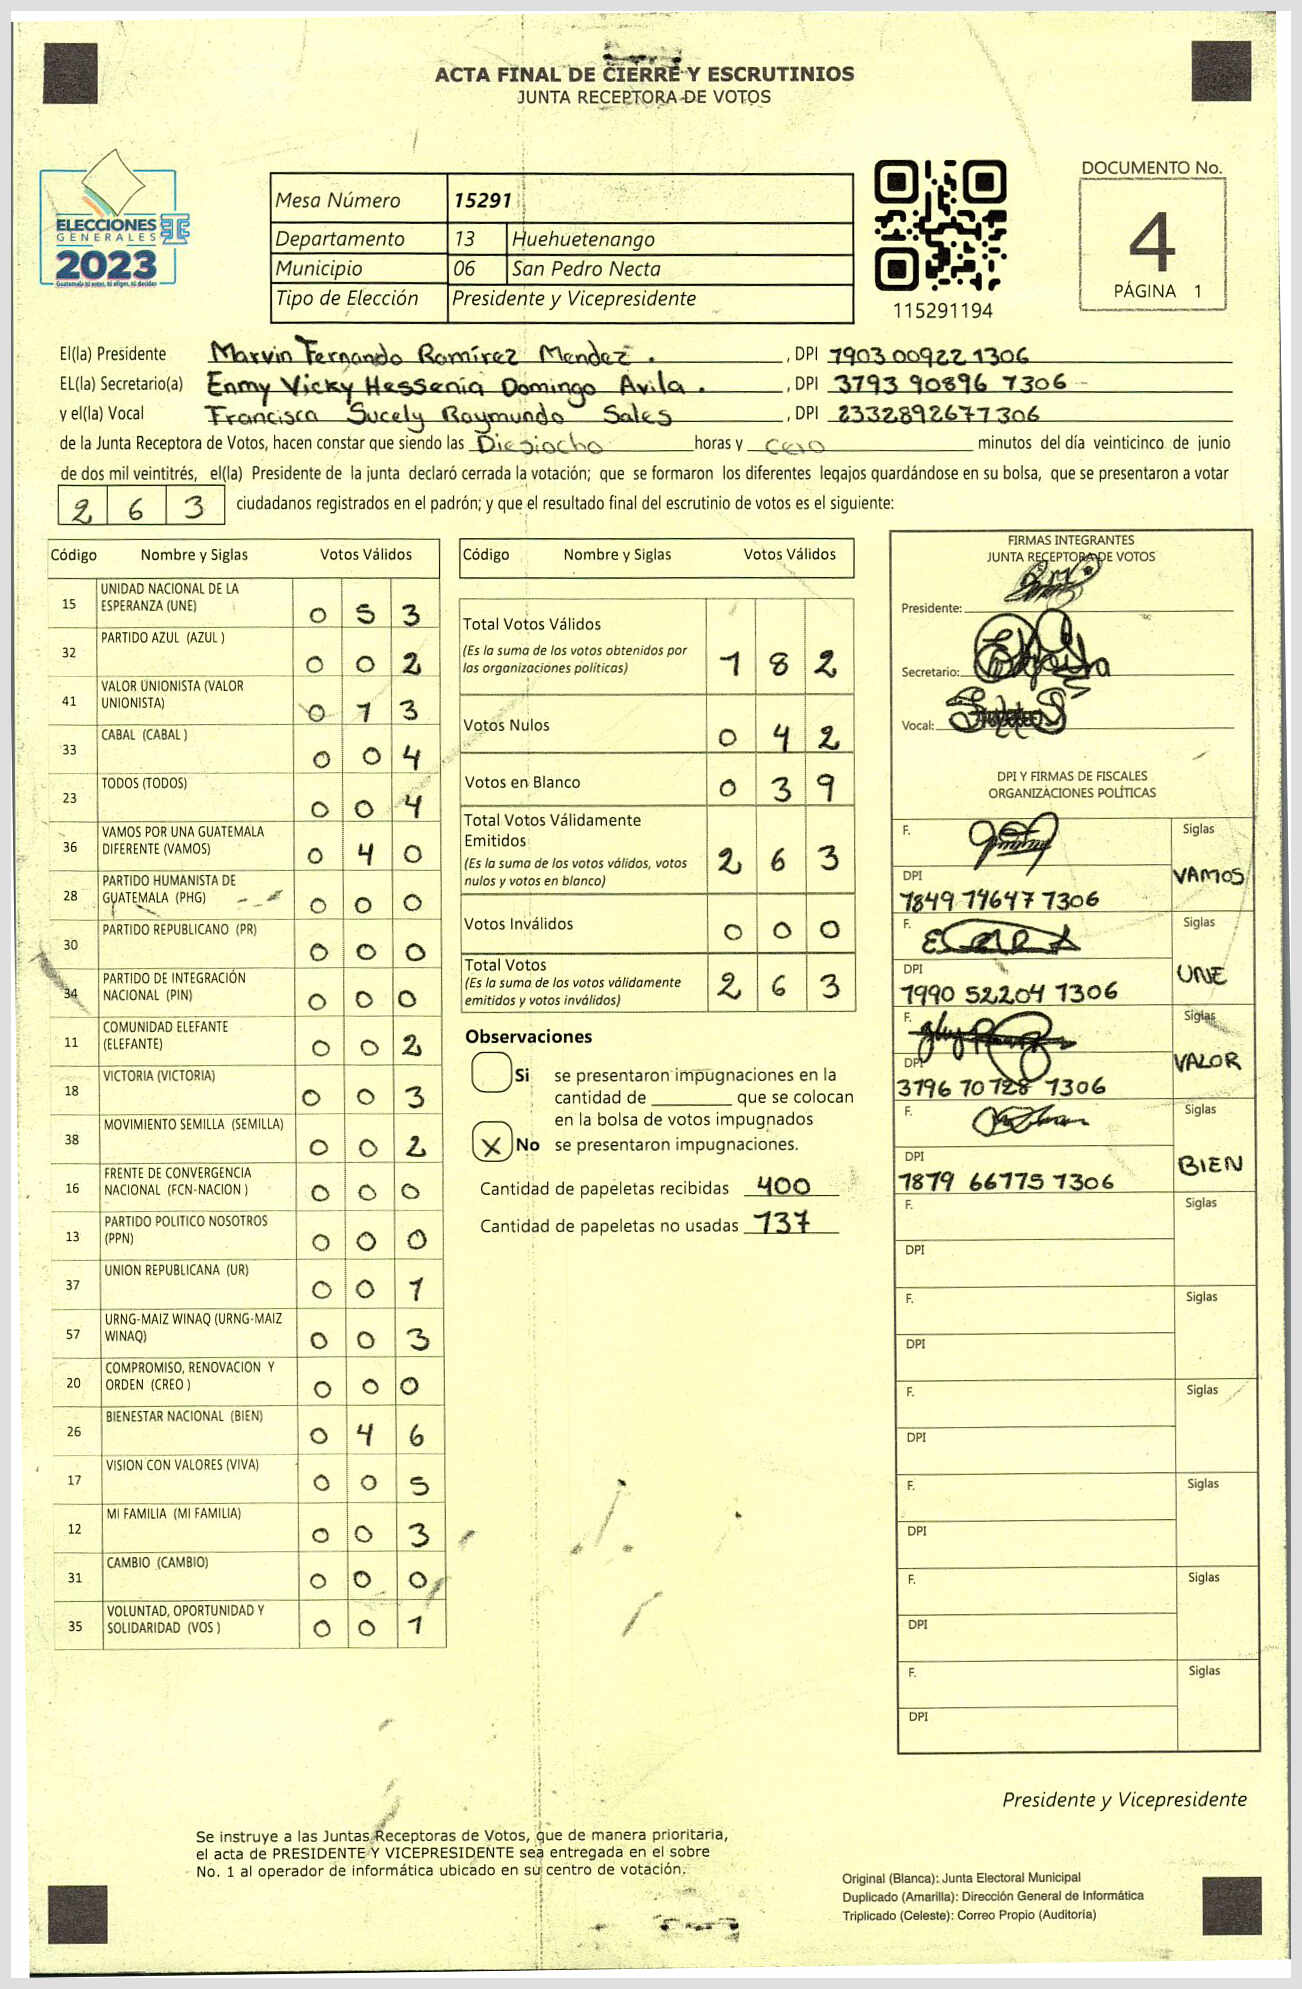 ACTA FINAL DE CIERRE Y ESCRUTINIOS
JUNTA RECEPTORA DE VOTOS
ELECCIONES
GENERALES
2023
Guatemala tú eres, tú eliges, tú decides
Mesa Número 15291
Departamento 13 Huehuetenango
Municipio 06 San Pedro Necta
Tipo de Elección Presidente y Vicepresidente
115291194
DOCUMENTO No.
4
PÁGINA 1
El(la) Presidente Marvin Fernando Ramírez Mendez. , DPI 7903 00922 1306
EL(la) Secretario(a) Enmy Vicky Hessenia Domingo Avila. , DPI 3793 90896 7306
y el(la) Vocal Francisca Sucely Raymundo Sales , DPI 2332892677306
de la Junta Receptora de Votos, hacen constar que siendo las Diesiocho horas y cero minutos del día veinticinco de junio
de dos mil veintitrés, el(la) Presidente de la junta declaró cerrada la votación; que se formaron los diferentes legajos quardándose en su bolsa, que se presentaron a votar
2 6 3 ciudadanos registrados en el padrón; y que el resultado final del escrutinio de votos es el siguiente:
Código Nombre y Siglas Votos Válidos
15 UNIDAD NACIONAL DE LA ESPERANZA (UNE) 0 5 3
32 PARTIDO AZUL (AZUL ) 0 0 2
41 VALOR UNIONISTA (VALOR UNIONISTA) 0 1 3
33 CABAL (CABAL ) 0 0 4
23 TODOS (TODOS) 0 0 4
36 VAMOS POR UNA GUATEMALA DIFERENTE (VAMOS) 0 4 0
28 PARTIDO HUMANISTA DE GUATEMALA (PHG) 0 0 0
30 PARTIDO REPUBLICANO (PR) 0 0 0
34 PARTIDO DE INTEGRACIÓN NACIONAL (PIN) 0 0 0
11 COMUNIDAD ELEFANTE (ELEFANTE) 0 0 2
18 VICTORIA (VICTORIA) 0 0 3
38 MOVIMIENTO SEMILLA (SEMILLA) 0 0 2
16 FRENTE DE CONVERGENCIA NACIONAL (FCN-NACION ) 0 0 0
13 PARTIDO POLITICO NOSOTROS (PPN) 0 0 0
37 UNION REPUBLICANA (UR) 0 0 1
57 URNG-MAIZ WINAQ (URNG-MAIZ WINAQ) 0 0 3
20 COMPROMISO, RENOVACION Y ORDEN (CREO ) 0 0 0
26 BIENESTAR NACIONAL (BIEN) 0 4 6
17 VISION CON VALORES (VIVA) 0 0 5
12 MI FAMILIA (MI FAMILIA) 0 0 3
31 CAMBIO (CAMBIO) 0 0 0
35 VOLUNTAD, OPORTUNIDAD Y SOLIDARIDAD (VOS ) 0 0 1
Código Nombre y Siglas Votos Válidos
Total Votos Válidos 1 8 2
(Es la suma de los votos obtenidos por
las organizaciones políticas)
Votos Nulos 0 4 2
Votos en Blanco 0 3 9
Total Votos Válidamente
Emitidos 2 6 3
(Es la suma de los votos válidos, votos
nulos y votos en blanco)
Votos Inválidos 0 0 0
Total Votos 2 6 3
(Es la suma de los votos válidamente
emitidos y votos inválidos)
Observaciones
Si se presentaron impugnaciones en la
cantidad de ________ que se colocan
en la bolsa de votos impugnados
X No se presentaron impugnaciones.
Cantidad de papeletas recibidas 400
Cantidad de papeletas no usadas 137
FIRMAS INTEGRANTES
JUNTA RECEPTORA DE VOTOS
Presidente:
Secretario:
Vocal:
DPI Y FIRMAS DE FISCALES
ORGANIZACIONES POLÍTICAS
F. Siglas
VAMOS
DPI
1849 14647 1306
F. Siglas
UNE
DPI
1990 52204 1306
F. Siglas
VALOR
DPI
3796 70728 1306
F. Siglas
BIEN
DPI
1879 66775 1306
F. Siglas
DPI
F. Siglas
DPI
F. Siglas
DPI
F. Siglas
DPI
F. Siglas
DPI
F. Siglas
DPI
Presidente y Vicepresidente
Se instruye a las Juntas Receptoras de Votos, que de manera prioritaria,
el acta de PRESIDENTE Y VICEPRESIDENTE sea entregada en el sobre
No. 1 al operador de informática ubicado en su centro de votación.
Original (Blanca): Junta Electoral Municipal
Duplicado (Amarilla): Dirección General de Informática
Triplicado (Celeste): Correo Propio (Auditoría)